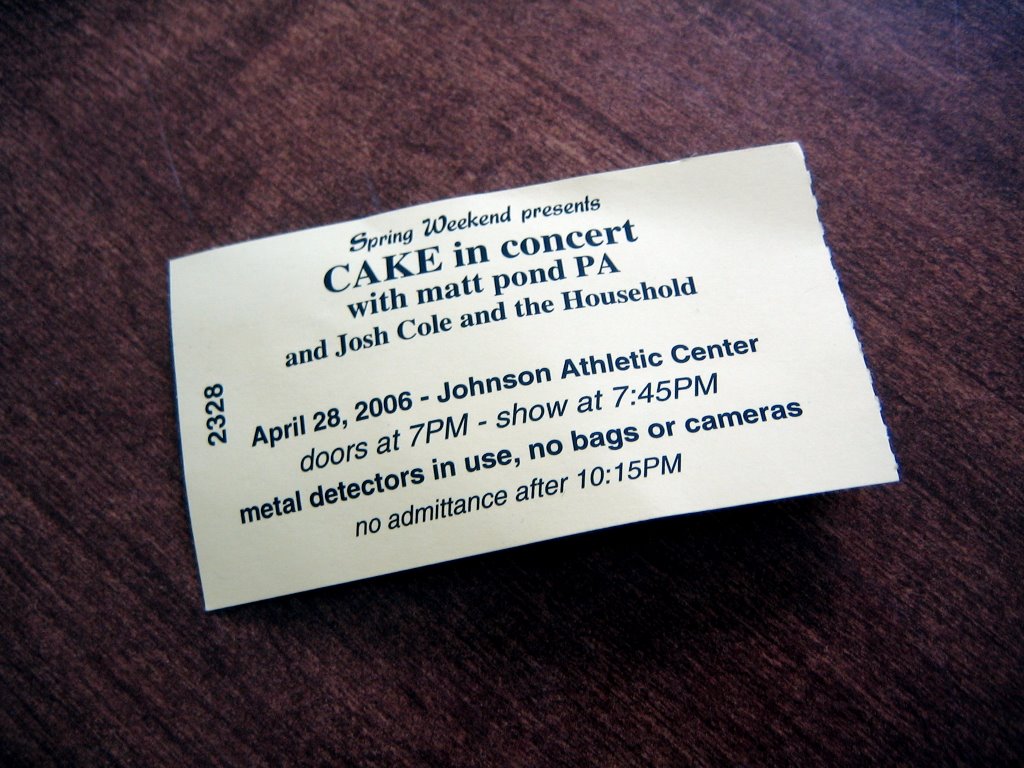 Spring Weekend presents
CAKE in concert
with matt pond PA
and Josh Cole and the Household
April 28, 2006 - Johnson Athletic Center
doors at 7PM - show at 7:45PM
metal detectors in use, no bags or cameras
no admittance after 10:15PM
2328